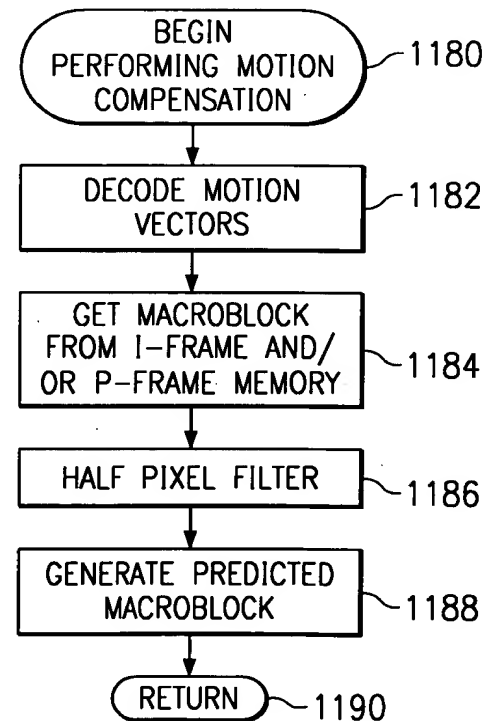 BEGIN
PERFORMING MOTION
COMPENSATION
1180
DECODE MOTION
VECTORS
1182
GET MACROBLOCK
FROM I-FRAME AND/
OR P-FRAME MEMORY
1184
HALF PIXEL FILTER
1186
GENERATE PREDICTED
MACROBLOCK
1188
RETURN
1190